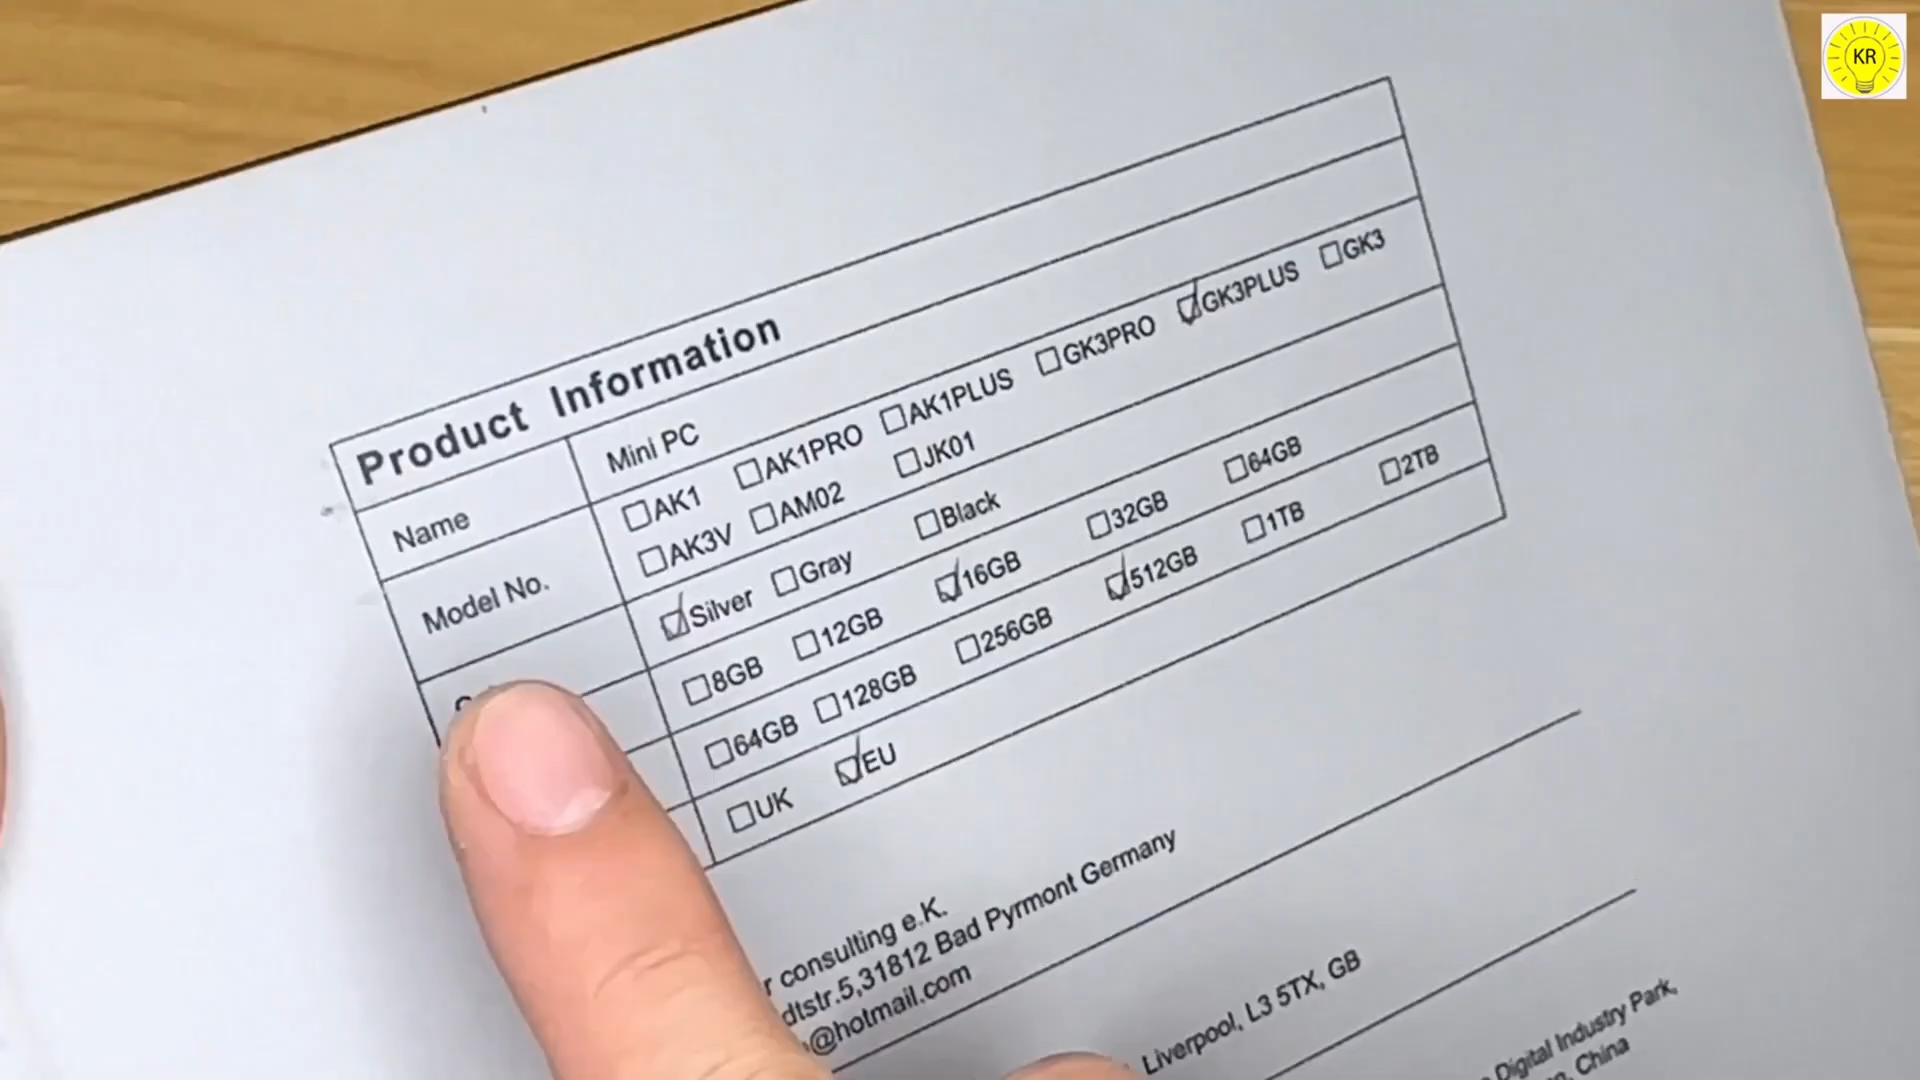 KR
Product Information
Name Mini PC
Model No. □AK1 □AK1PRO □AK1PLUS □GK3PRO ☑GK3PLUS □GK3
□AK3V □AM02 □JK01
☑Silver □Gray □Black
□8GB □12GB ☑16GB □32GB □64GB
□64GB □128GB □256GB ☑512GB □1TB □2TB
□UK ☑EU
consulting e.K.
dtstr.5,31812 Bad Pyrmont Germany
@hotmail.com
Liverpool, L3 5TX, GB
Digital Industry Park,
China